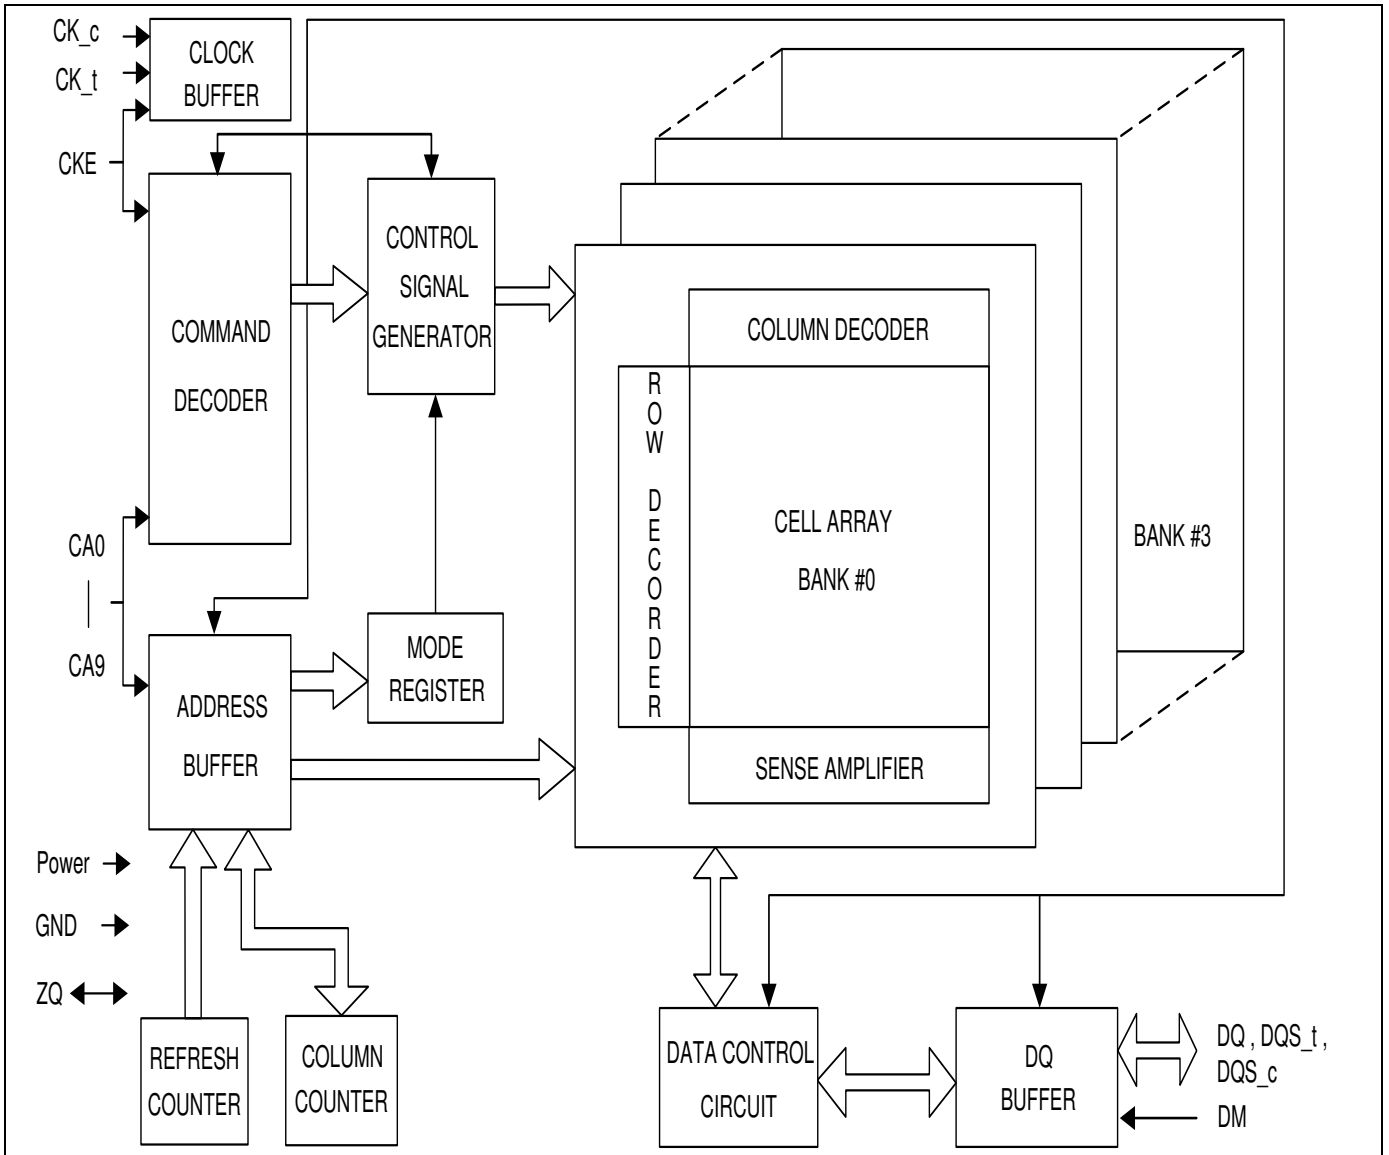 CK_c
CK_t
CKE
CLOCK
BUFFER
COMMAND
DECODER
CONTROL
SIGNAL
GENERATOR
COLUMN DECODER
ROW DECORDER
CELL ARRAY
BANK #0
BANK #3
SENSE AMPLIFIER
CA0
CA9
ADDRESS
BUFFER
MODE
REGISTER
Power
GND
ZQ
REFRESH
COUNTER
COLUMN
COUNTER
DATA CONTROL
CIRCUIT
DQ
BUFFER
DQ , DQS_t ,
DQS_c
DM